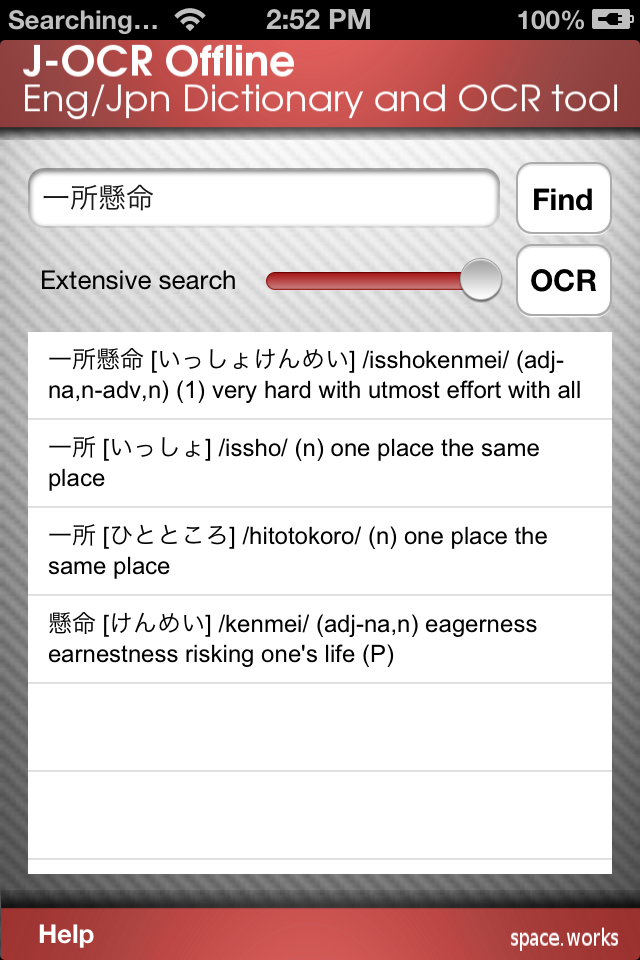 Searching... 2:52 PM 100%
J-OCR Offline
Eng/Jpn Dictionary and OCR tool
一所懸命 Find
Extensive search OCR
一所懸命 [いっしょけんめい] /isshokenmei/ (adj-
na,n-adv,n) (1) very hard with utmost effort with all
一所 [いっしょ] /issho/ (n) one place the same
place
一所 [ひとところ] /hitotokoro/ (n) one place the
same place
懸命 [けんめい] /kenmei/ (adj-na,n) eagerness
earnestness risking one's life (P)
Help space.works